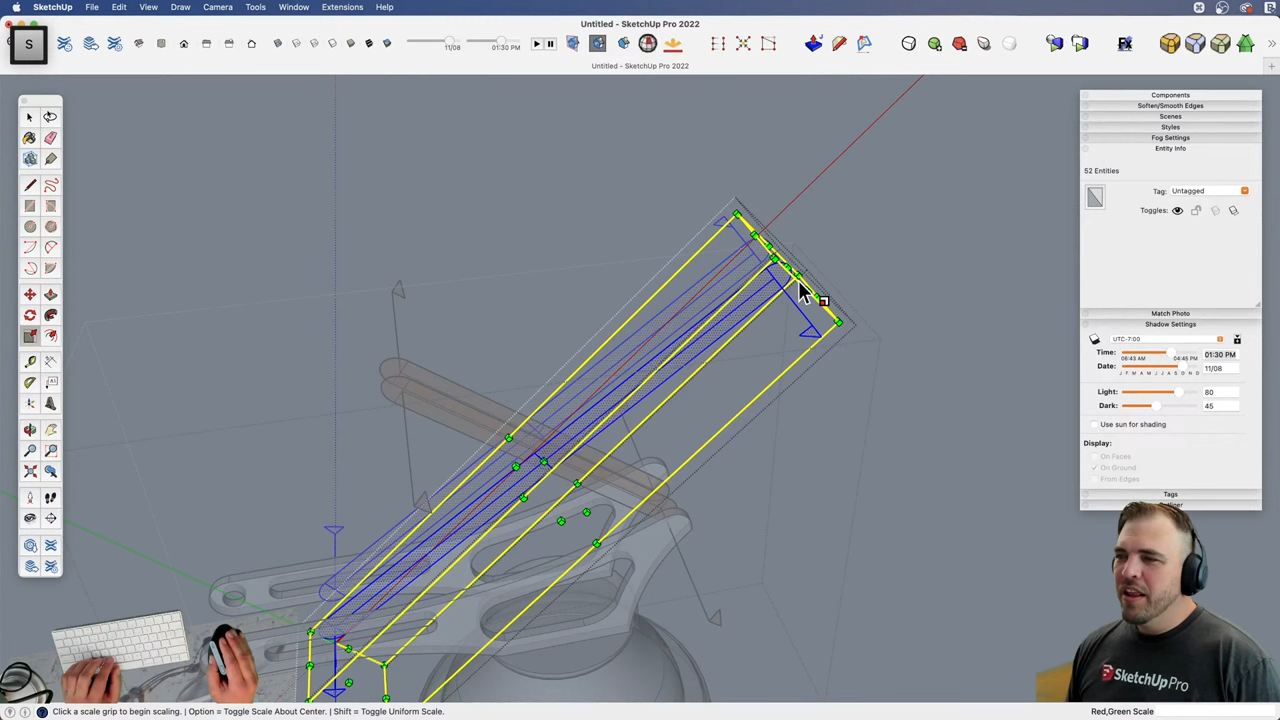 SketchUp File Edit View Camera Draw Tools Window Extensions Help
Untitled - SketchUp Pro 2022
S
11/08
01:30 PM
Fx
Untitled - SketchUp Pro 2022
Components
Soften/Smooth Edges
Scenes
Styles
Fog Settings
Entity Info
52 Entities
Tag: Untagged
Toggles:
Match Photo
Shadow Settings
UTC-7:00
Time: 01:30 PM
06:43 AM NOON 04:45 PM
Date: 11/08
J F M A M J J A S O N D
Light: 80
Dark: 45
Use sun for shading
Display:
On Faces
On Ground
From Edges
Tags
Outliner
SketchUp Pro
Click a scale grip to begin scaling. | Option = Toggle Scale About Center. | Shift = Toggle Uniform Scale.
Red,Green Scale